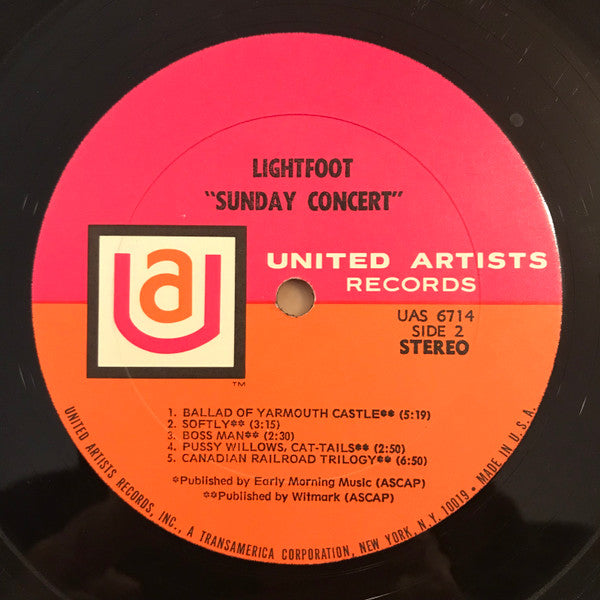 LIGHTFOOT
"SUNDAY CONCERT"
ua
UNITED ARTISTS
RECORDS
TM
UAS 6714
SIDE 2
STEREO
1. BALLAD OF YARMOUTH CASTLE** (5:19)
2. SOFTLY** (3:15)
3. BOSS MAN** (2:30)
4. PUSSY WILLOWS, CAT-TAILS** (2:50)
5. CANADIAN RAILROAD TRILOGY** (6:50)
*Published by Early Morning Music (ASCAP)
**Published by Witmark (ASCAP)
UNITED ARTISTS RECORDS, INC., A TRANSAMERICA CORPORATION, NEW YORK, N.Y. 10019 • MADE IN U.S.A.